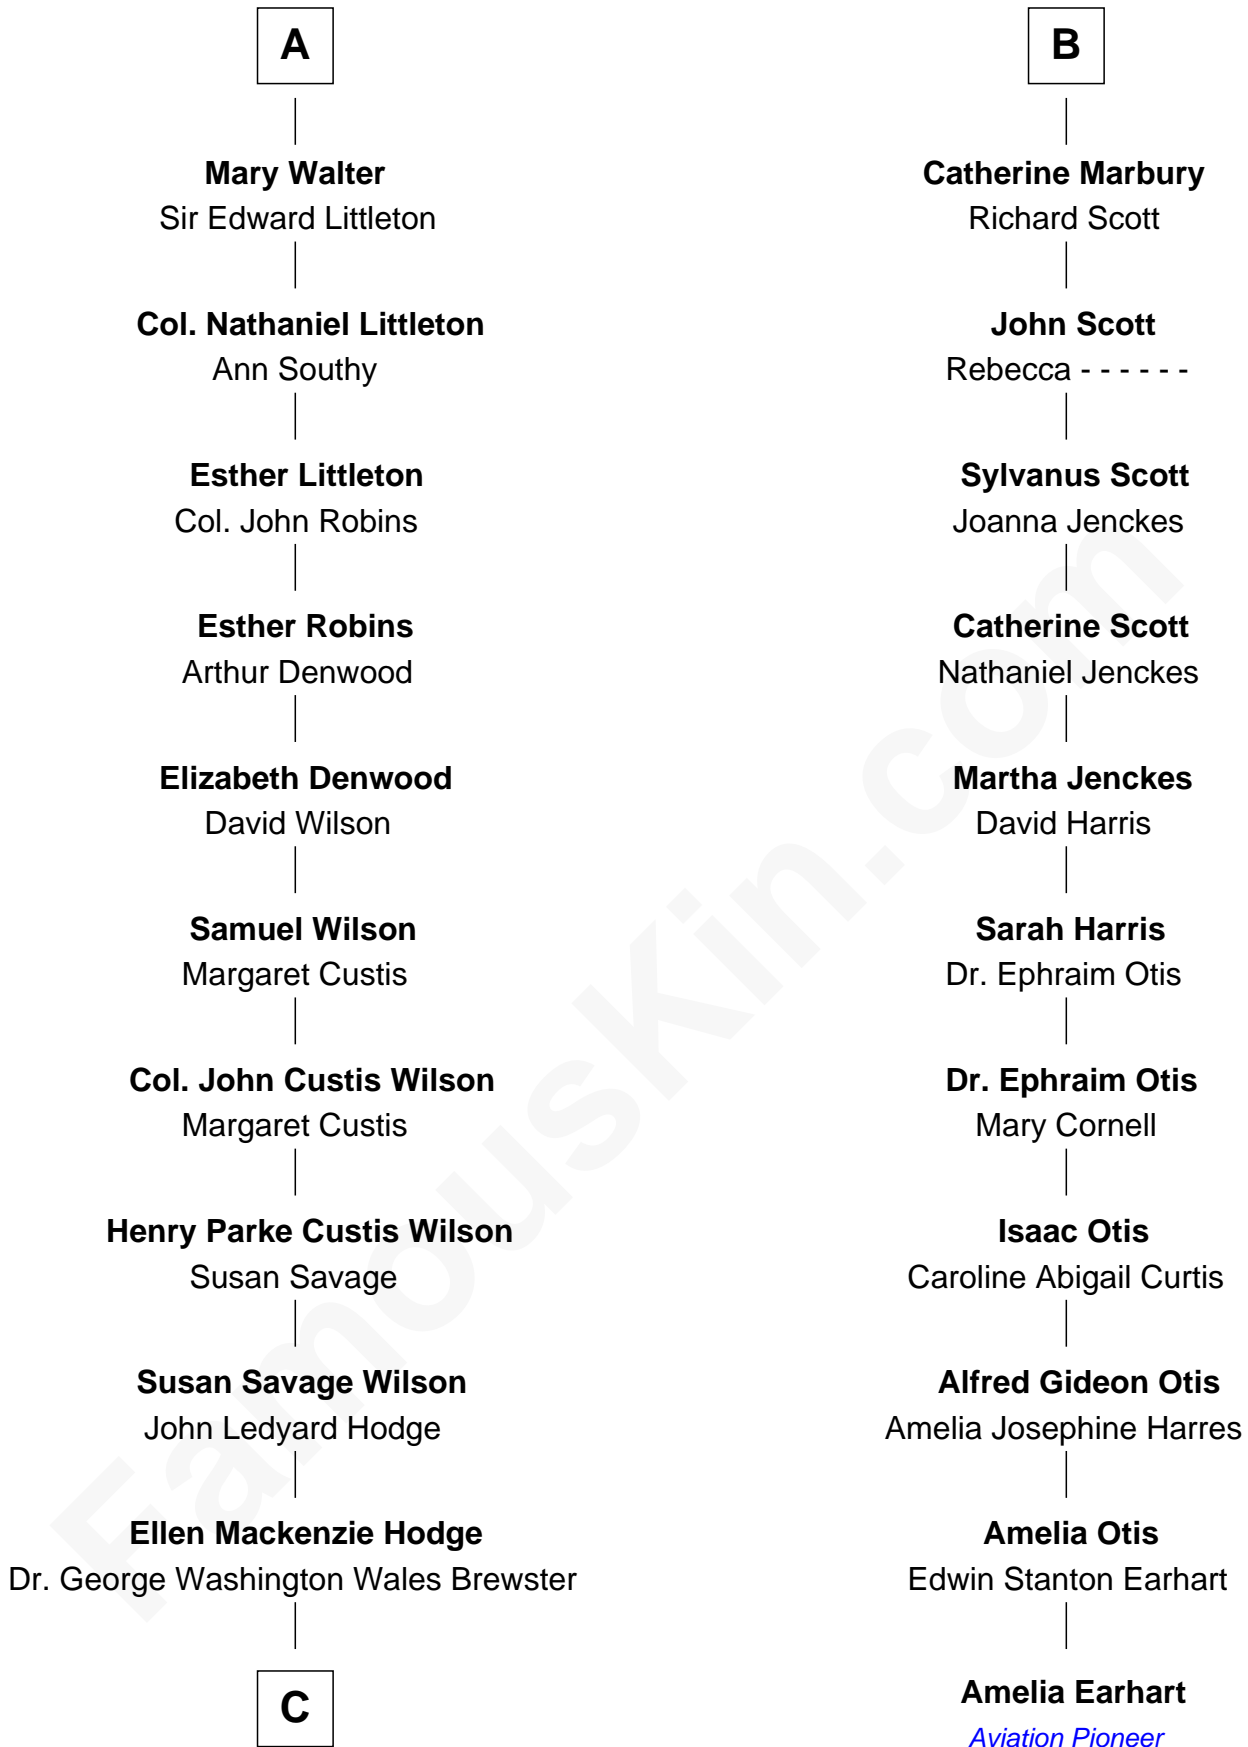 A
Mary Walter
Sir Edward Littleton
Col. Nathaniel Littleton
Ann Southy
Esther Littleton
Col. John Robins
Esther Robins
Arthur Denwood
Elizabeth Denwood
David Wilson
Samuel Wilson
Margaret Custis
Col. John Custis Wilson
Margaret Custis
Henry Parke Custis Wilson
Susan Savage
Susan Savage Wilson
John Ledyard Hodge
Ellen Mackenzie Hodge
Dr. George Washington Wales Brewster
C
B
Catherine Marbury
Richard Scott
John Scott
Rebecca - - - - - -
Sylvanus Scott
Joanna Jenckes
Catherine Scott
Nathaniel Jenckes
Martha Jenckes
David Harris
Sarah Harris
Dr. Ephraim Otis
Dr. Ephraim Otis
Mary Cornell
Isaac Otis
Caroline Abigail Curtis
Alfred Gideon Otis
Amelia Josephine Harres
Amelia Otis
Edwin Stanton Earhart
Amelia Earhart
Aviation Pioneer
FamousKin.com